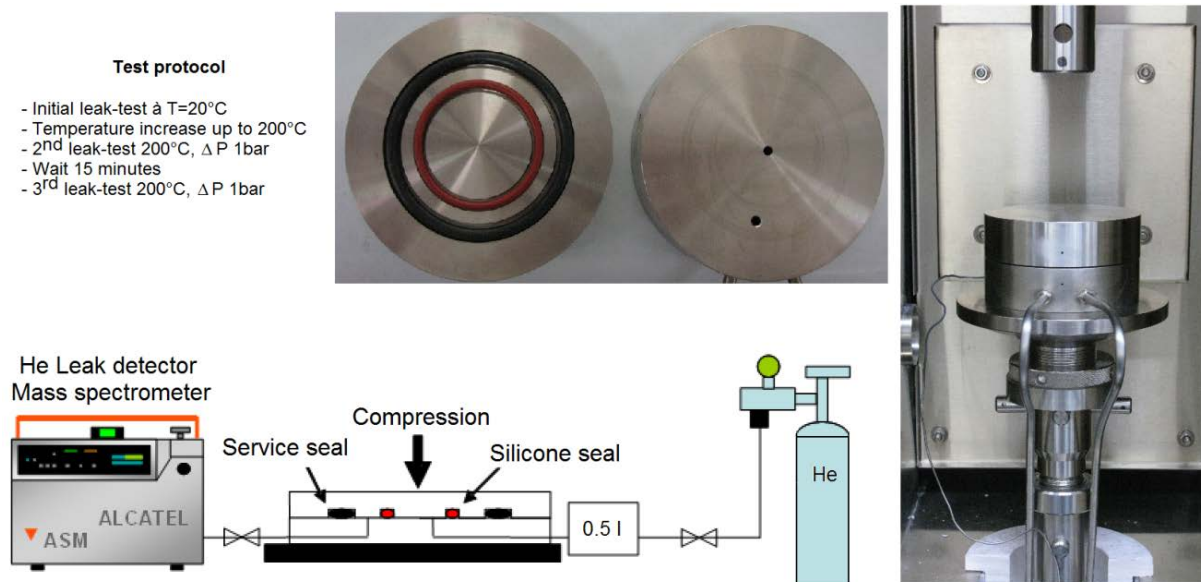 Test protocol
- Initial leak-test à T=20°C
- Temperature increase up to 200°C
- 2nd leak-test 200°C, Δ P 1bar
- Wait 15 minutes
- 3rd leak-test 200°C, Δ P 1bar
He Leak detector
Mass spectrometer
Compression
Service seal
Silicone seal
ALCATEL
ASM
0.5 l
He